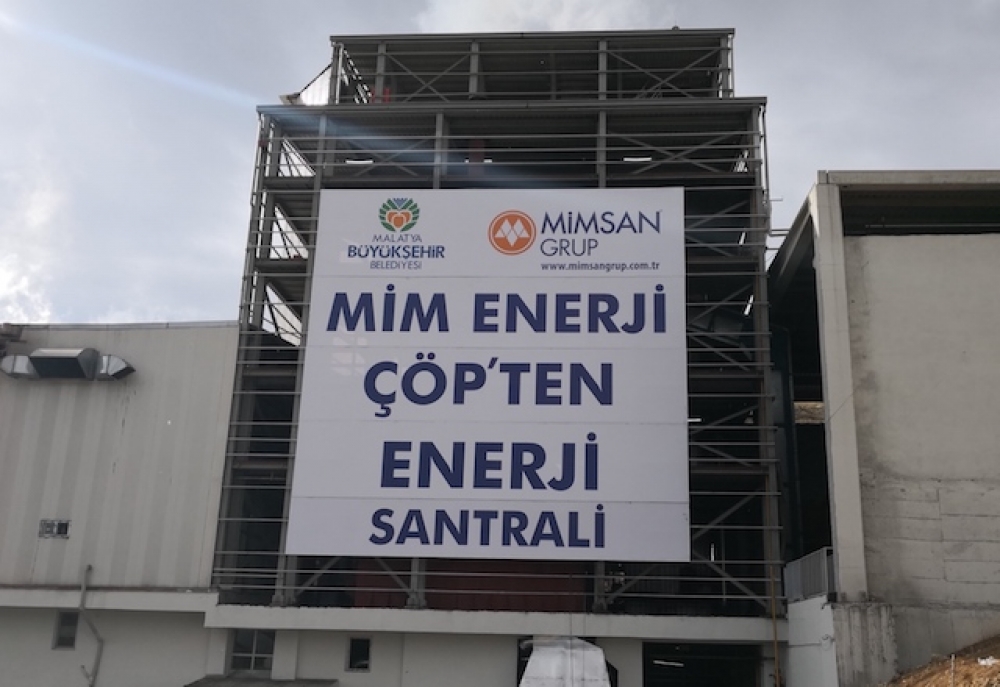 MALATYA
BÜYÜKŞEHİR
BELEDİYESİ
MİMSAN
GRUP
www.mimsangrup.com.tr
MİM ENERJİ
ÇÖP'TEN
ENERJİ
SANTRALİ